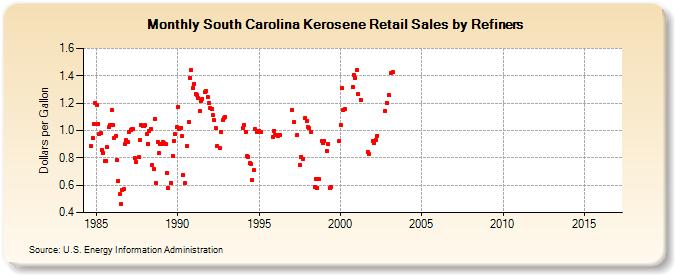 Monthly South Carolina Kerosene Retail Sales by Refiners
Dollars per Gallon
1.6
1.4
1.2
1.0
0.8
0.6
0.4
1985 1990 1995 2000 2005 2010 2015
Source: U.S. Energy Information Administration